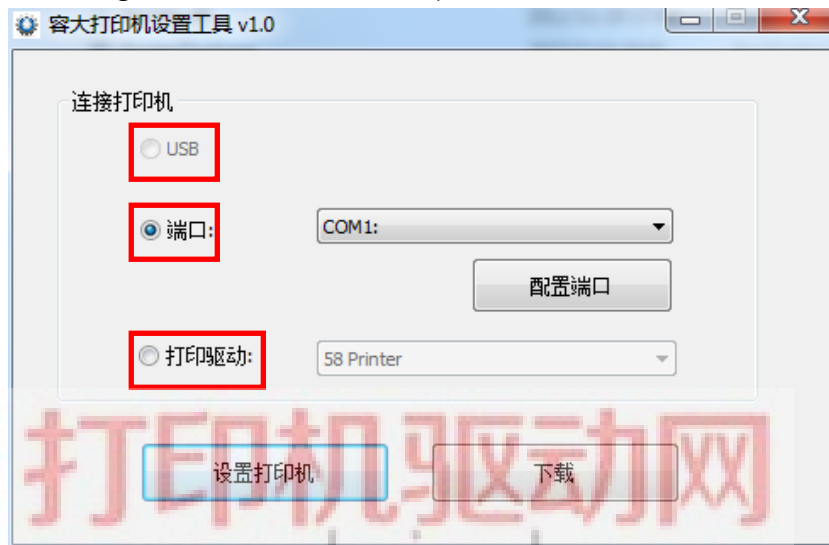 容大打印机设置工具 v1.0
连接打印机
USB
端口: COM1:
配置端口
打印驱动: 58 Printer
设置打印机 下载
打印机驱动网